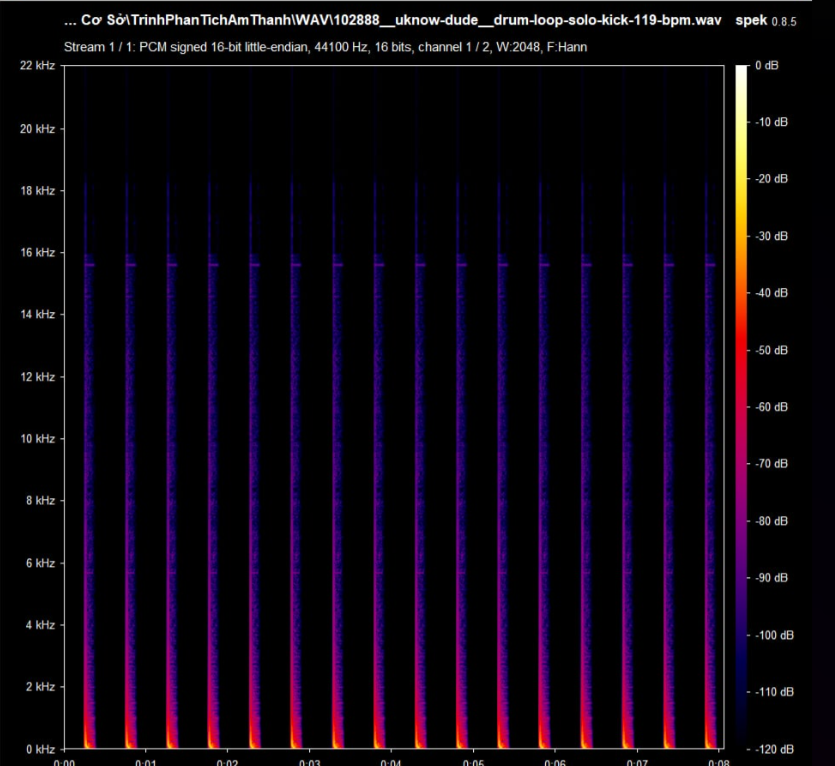 ... Cơ Sở\TrinhPhanTichAmThanh\WAV\102888__uknow-dude__drum-loop-solo-kick-119-bpm.wav spek 0.8.5
Stream 1 / 1: PCM signed 16-bit little-endian, 44100 Hz, 16 bits, channel 1 / 2, W:2048, F:Hann
22 kHz
20 kHz
18 kHz
16 kHz
14 kHz
12 kHz
10 kHz
8 kHz
6 kHz
4 kHz
2 kHz
0 kHz
0:00 0:01 0:02 0:03 0:04 0:05 0:06 0:07 0:08
0 dB
-10 dB
-20 dB
-30 dB
-40 dB
-50 dB
-60 dB
-70 dB
-80 dB
-90 dB
-100 dB
-110 dB
-120 dB